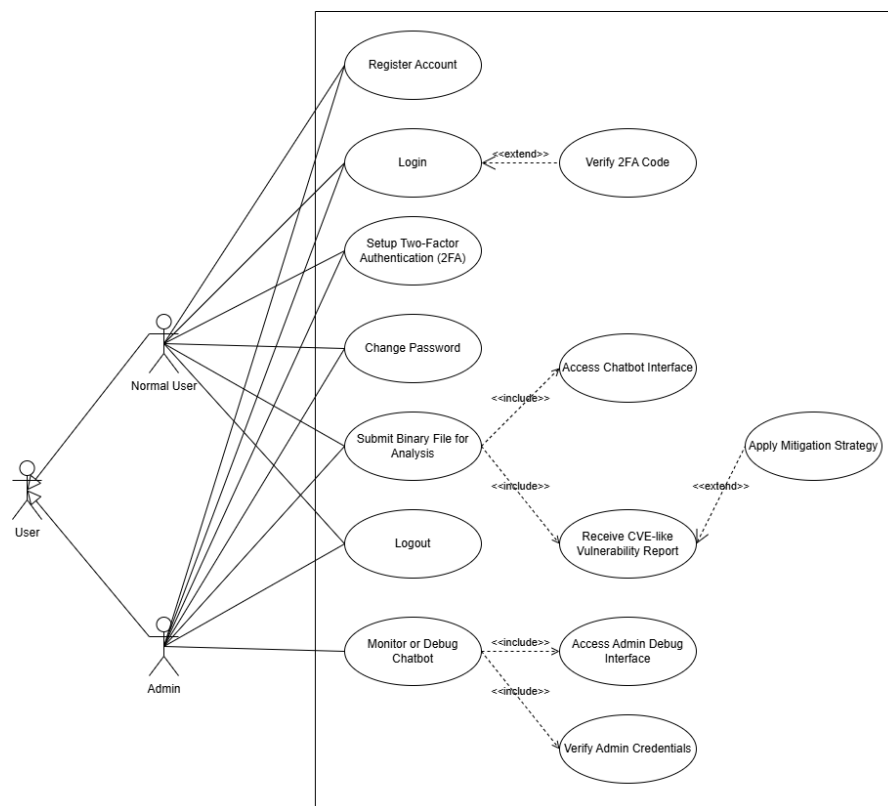 Register Account
Login
<<extend>>
Verify 2FA Code
Setup Two-Factor
Authentication (2FA)
Normal User
Change Password
Access Chatbot Interface
<<include>>
Submit Binary File for
Analysis
Apply Mitigation Strategy
<<include>>
<<extend>>
User
Logout
Receive CVE-like
Vulnerability Report
Admin
Monitor or Debug
Chatbot
<<include>>
Access Admin Debug
Interface
<<include>>
Verify Admin Credentials